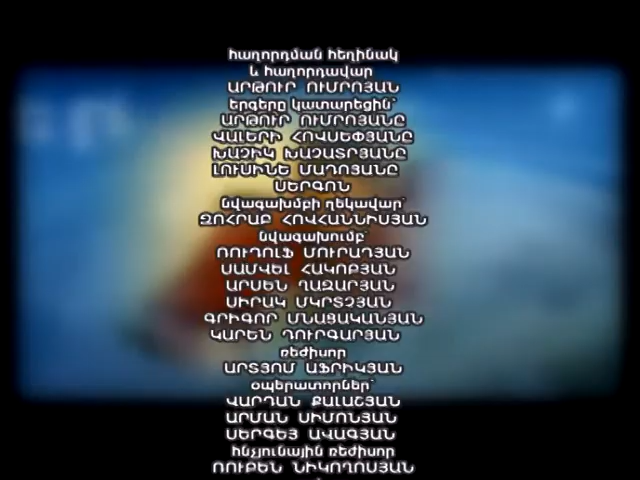 հաղորդման հեղինակ
և հաղորդավար
ԱՐԹՈՒՐ ՈՒՄՐՈՅԱՆ
երգերը կատարեցին՝
ԱՐԹՈՒՐ ՈՒՄՐՈՅԱՆԸ
ՎԱԼԵՐԻ ՀՈՎՍԵՓՅԱՆԸ
ԽԱՉԻԿ ԽԱՉԱՏՐՅԱՆԸ
ԼՈՒՍԻՆԵ ՄԱԴՈՅԱՆԸ
ՍԵՐԳՈՆ
նվագախմբի ղեկավար՝
ԶՈՀՐԱԲ ՀՈՎՀԱՆՆԻՍՅԱՆ
նվագախումբ՝
ՌՈՒԴՈԼՖ ՄՈՒՐԱԴՅԱՆ
ՍԱՄՎԵԼ ՀԱԿՈԲՅԱՆ
ԱՐՍԵՆ ՂԱԶԱՐՅԱՆ
ՍԻՐԱԿ ՄԿՐՏՉՅԱՆ
ԳՐԻԳՈՐ ՄՆԱՑԱԿԱՆՅԱՆ
ԿԱՐԵՆ ԴՈՒՐԳԱՐՅԱՆ
ռեժիսոր
ԱՐՏՅՈՄ ԱՖՐԻԿՅԱՆ
օպերատորներ՝
ՎԱՐԴԱՆ ՔԱԼԱՇՅԱՆ
ԱՐՄԱՆ ՍԻՄՈՆՅԱՆ
ՍԵՐԳԵՅ ԱՎԱԳՅԱՆ
հնչյունային ռեժիսոր
ՌՈՒԲԵՆ ՆԻԿՈՂՈՍՅԱՆ